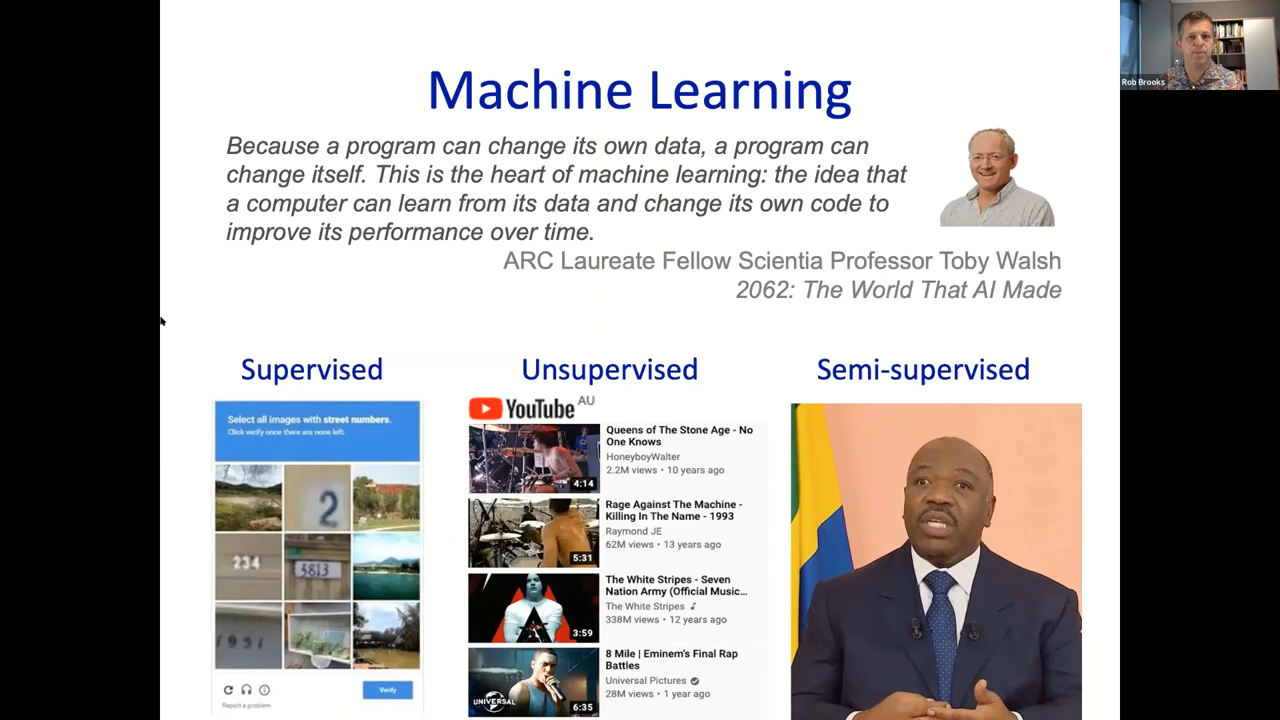 Machine Learning
Rob Brooks
Because a program can change its own data, a program can
change itself. This is the heart of machine learning: the idea that
a computer can learn from its data and change its own code to
improve its performance over time.
ARC Laureate Fellow Scientia Professor Toby Walsh
2062: The World That AI Made
Supervised
Unsupervised
Semi-supervised
Select all images with street numbers.
Click verify once there are none left.
2
234
5813
1951
Verify
Report a problem
YouTube AU
Queens of The Stone Age - No
One Knows
HoneyboyWalter
2.2M views • 10 years ago
4:14
Rage Against The Machine -
Killing In The Name - 1993
Raymond JE
62M views • 13 years ago
5:31
The White Stripes - Seven
Nation Army (Official Music...
The White Stripes
338M views • 12 years ago
3:59
8 Mile | Eminem's Final Rap
Battles
Universal Pictures
28M views • 1 year ago
UNIVERSAL
6:35